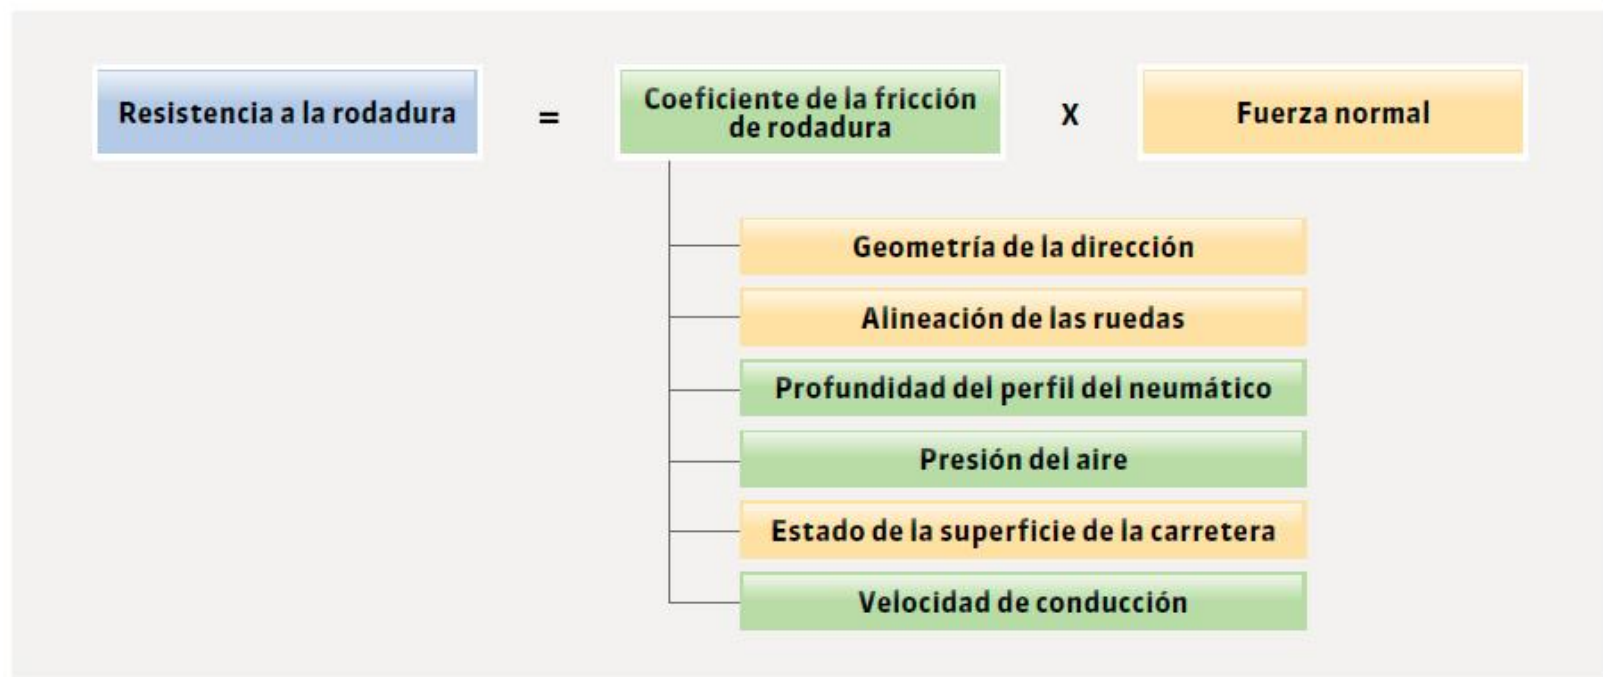 Resistencia a la rodadura = Coeficiente de la fricción
de rodadura x Fuerza normal
Geometría de la dirección
Alineación de las ruedas
Profundidad del perfil del neumático
Presión del aire
Estado de la superficie de la carretera
Velocidad de conducción